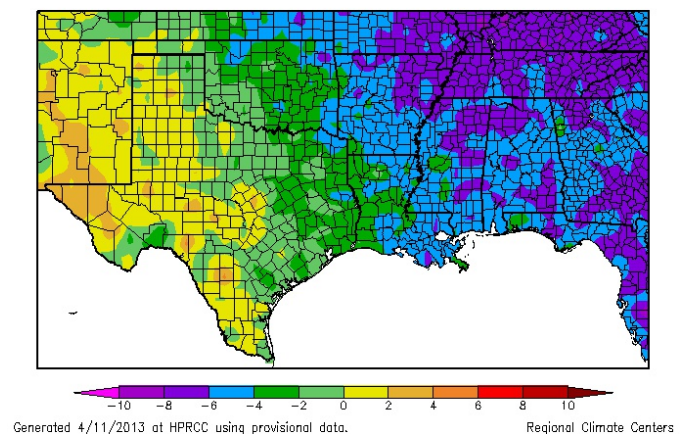 -10 -8 -6 -4 -2 0 2 4 6 8 10
Generated 4/11/2013 at HPRCC using provisional data. Regional Climate Centers